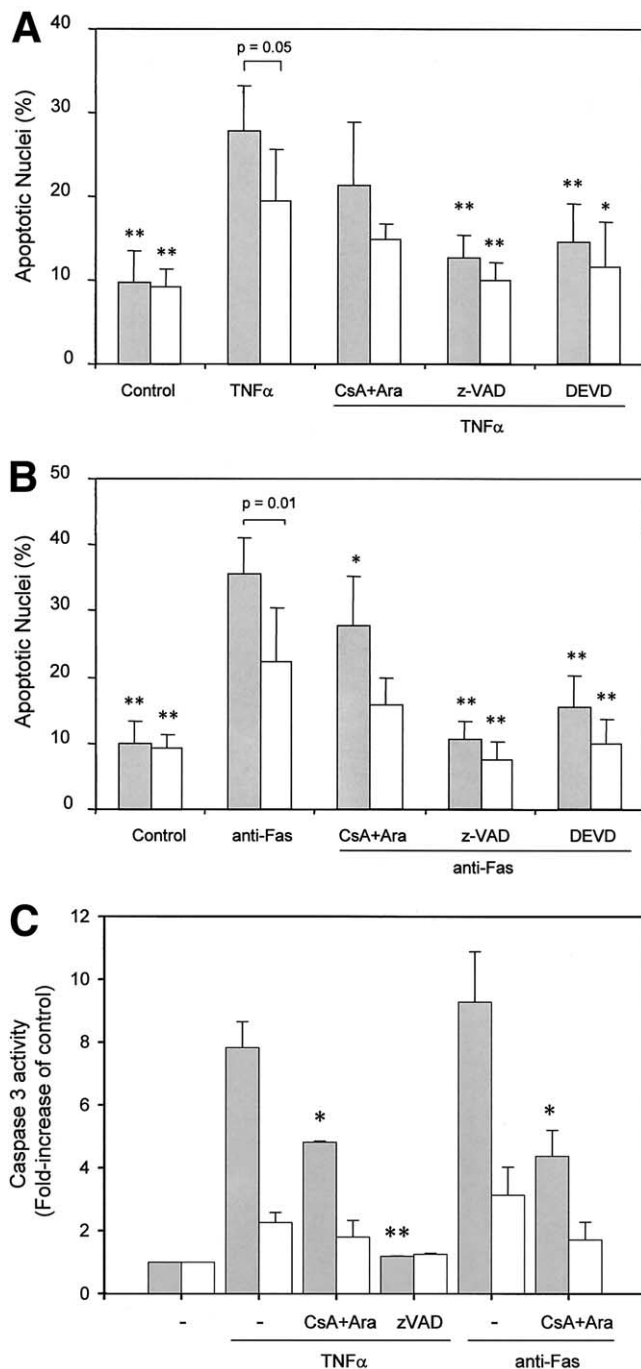 A
Apoptotic Nuclei (%)
40
30
20
10
0
p = 0.05
** ** ** ** ** *
Control TNFα CsA+Ara z-VAD DEVD
TNFα
B
Apoptotic Nuclei (%)
50
40
30
20
10
0
p = 0.01
** ** * ** ** ** **
Control anti-Fas CsA+Ara z-VAD DEVD
anti-Fas
C
Caspase 3 activity
(Fold-increase of control)
12
10
8
6
4
2
0
* ** *
- - CsA+Ara zVAD - CsA+Ara
TNFα anti-Fas